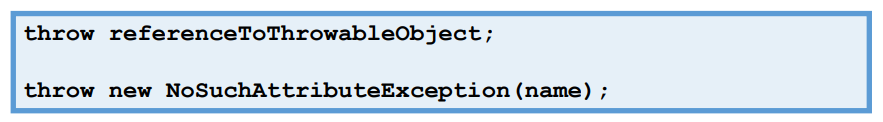 throw referenceToThrowableObject;
throw new NoSuchAttributeException(name);